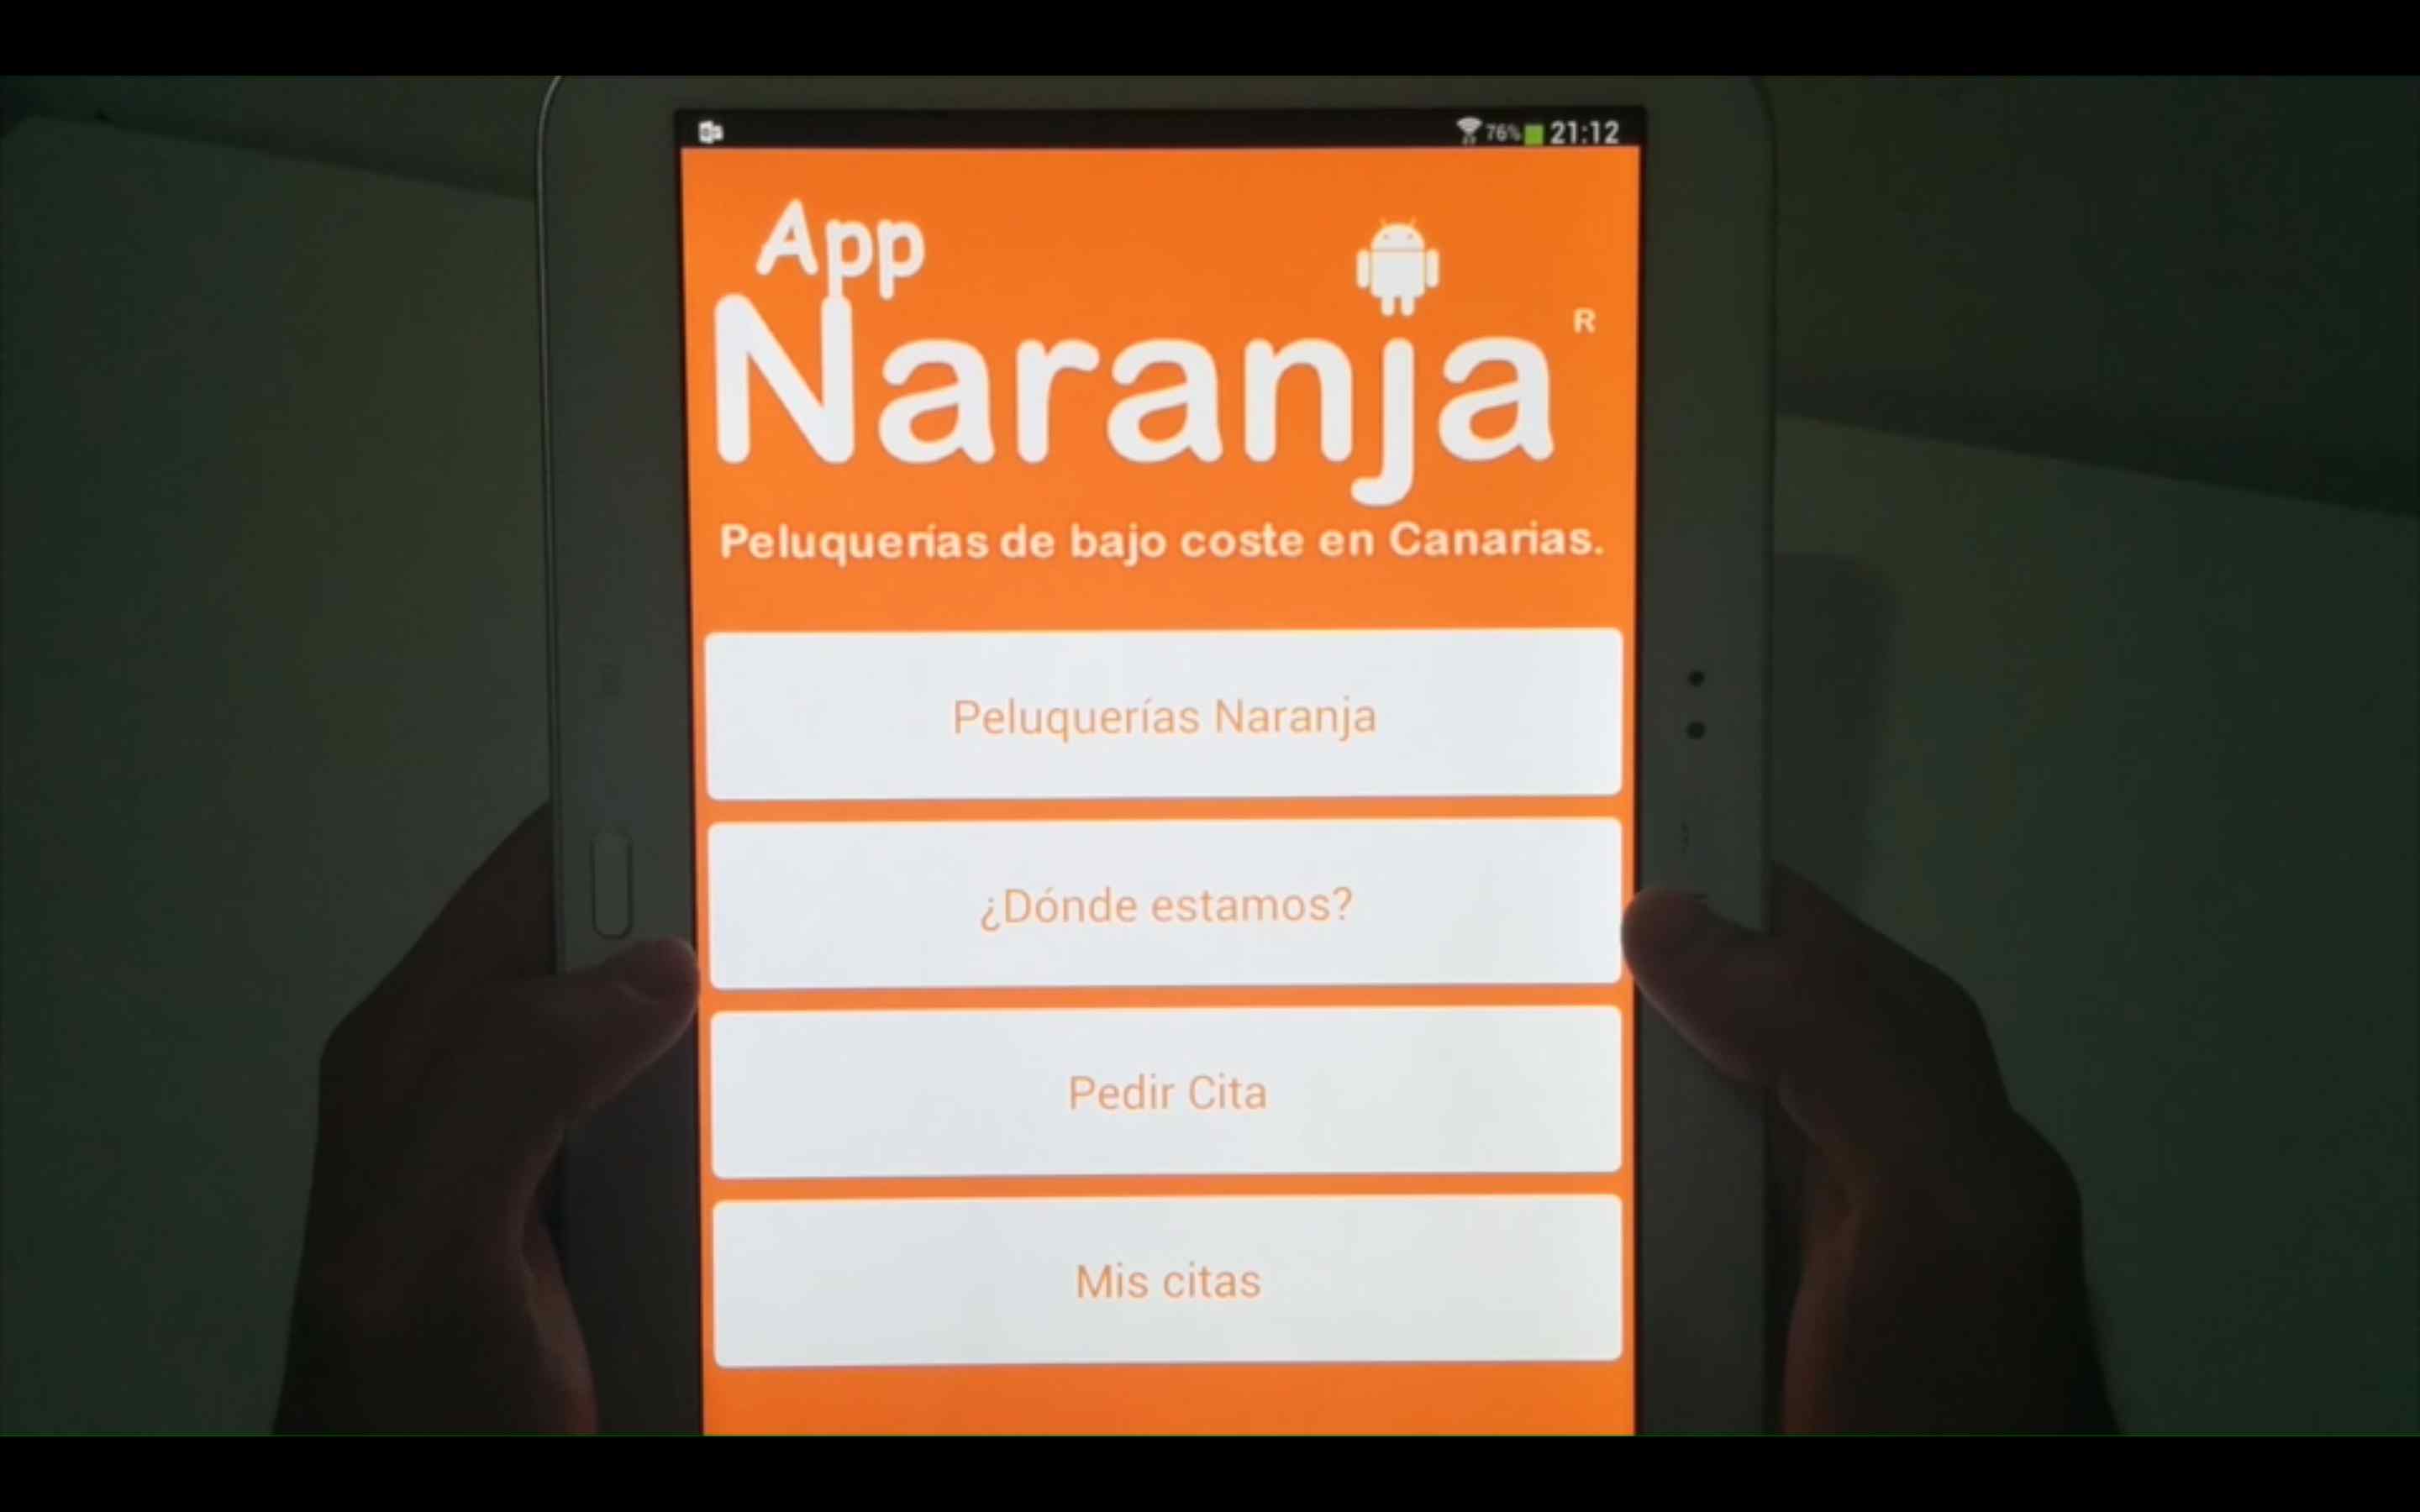 76% 21:12
App
Naranja R
Peluquerías de bajo coste en Canarias.
Peluquerías Naranja
¿Dónde estamos?
Pedir Cita
Mis citas